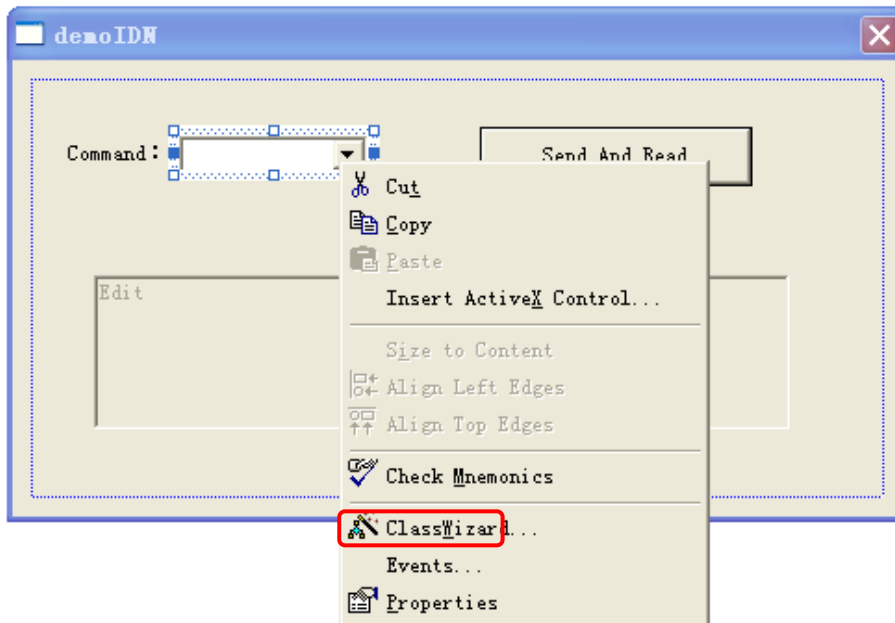 demoIDN
Command：
Send And Read
Cut
Copy
Paste
Edit
Insert ActiveX Control...
Size to Content
Align Left Edges
Align Top Edges
Check Mnemonics
ClassWizard...
Events...
Properties